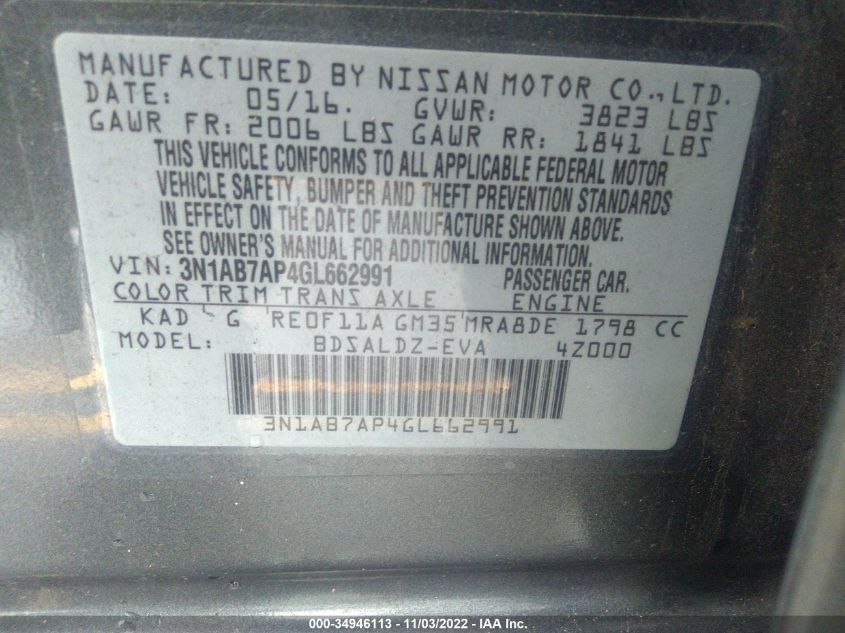 MANUFACTURED BY NISSAN MOTOR CO., LTD.
DATE: 05/16. GVWR: 3823 LBS
GAWR FR: 2006 LBS GAWR RR: 1841 LBS
THIS VEHICLE CONFORMS TO ALL APPLICABLE FEDERAL MOTOR
VEHICLE SAFETY, BUMPER AND THEFT PREVENTION STANDARDS
IN EFFECT ON THE DATE OF MANUFACTURE SHOWN ABOVE.
SEE OWNER'S MANUAL FOR ADDITIONAL INFORMATION.
VIN: 3N1AB7AP4GL662991 PASSENGER CAR.
COLOR TRIM TRANS AXLE ENGINE
KAD G RE0F11A GM35 MRA8DE 1798 CC
MODEL: BDSALDZ-EVA 4Z000
3N1AB7AP4GL662991
000-34946113 - 11/03/2022 - IAA Inc.